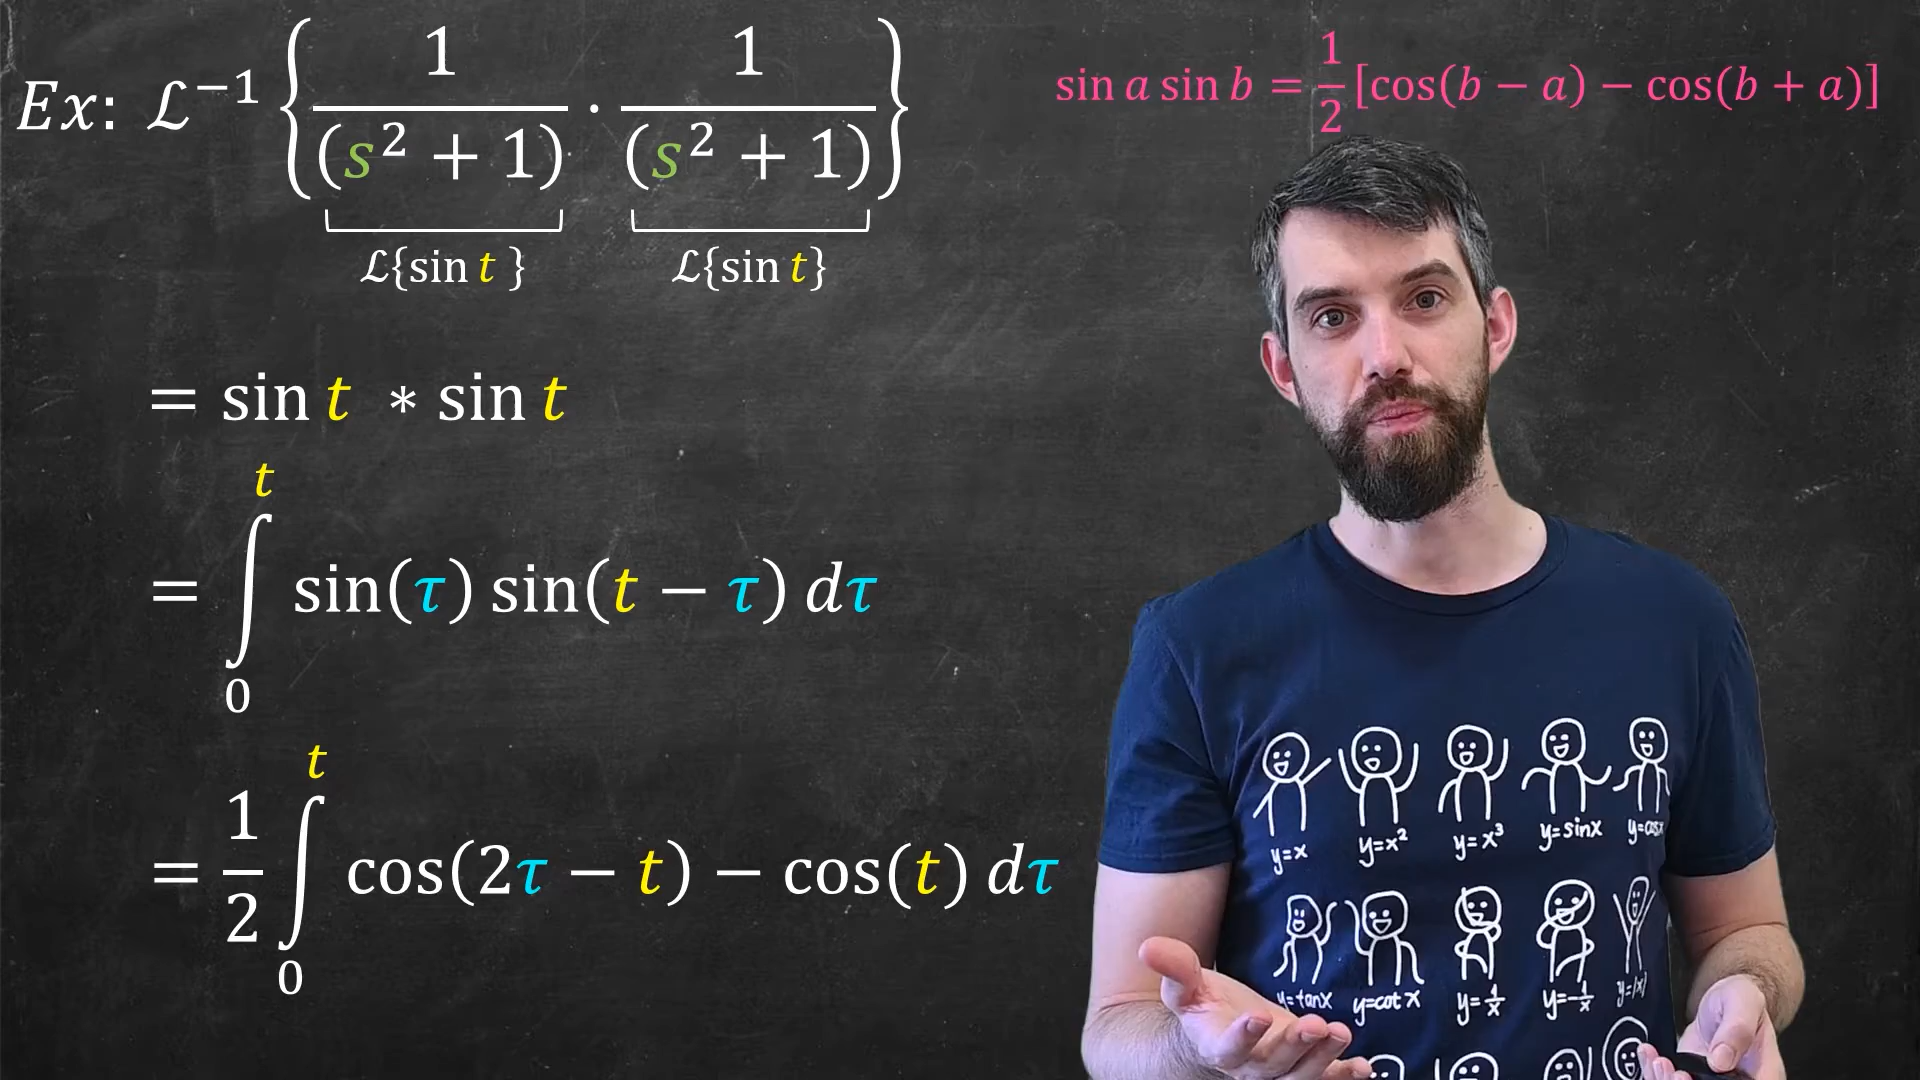 Ex: ℒ⁻¹ { 1/(s² + 1) · 1/(s² + 1) }
sin a sin b = 1/2 [cos(b − a) − cos(b + a)]
ℒ{sin t } ℒ{sin t}
= sin t ∗ sin t
= ∫₀ᵗ sin(τ) sin(t − τ) dτ
= 1/2 ∫₀ᵗ cos(2τ − t) − cos(t) dτ
y=x y=x² y=x³ y=sinx y=cosx
y=tanx y=cotx y=1/x y=-1/x y=|x|